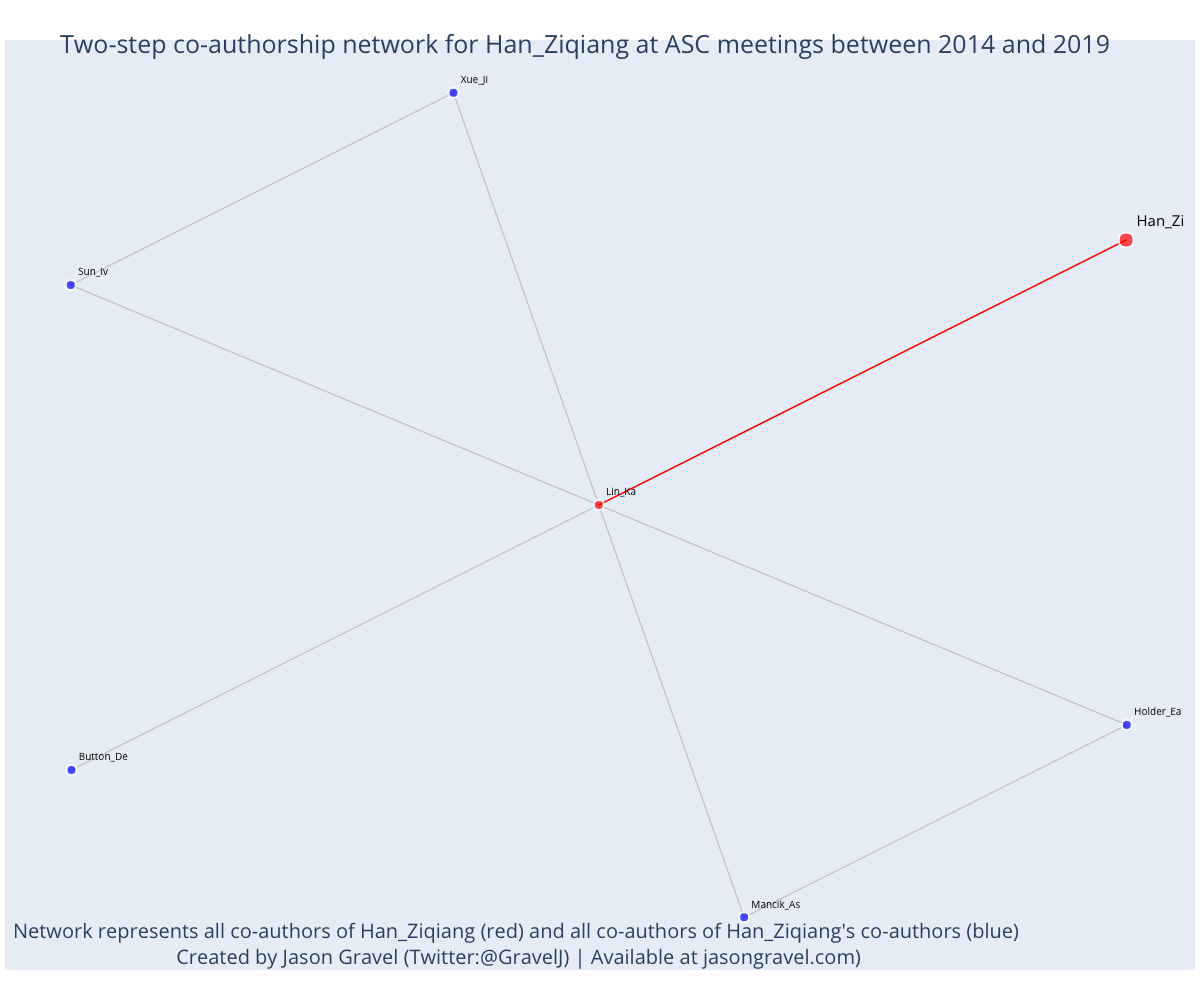 Two-step co-authorship network for Han_Ziqiang at ASC meetings between 2014 and 2019
Xue_Ji
Han_Zi
Sun_Iv
Lin_Ka
Holder_Ea
Button_De
Mancik_As
Network represents all co-authors of Han_Ziqiang (red) and all co-authors of Han_Ziqiang's co-authors (blue)
Created by Jason Gravel (Twitter:@GravelJ) | Available at jasongravel.com)